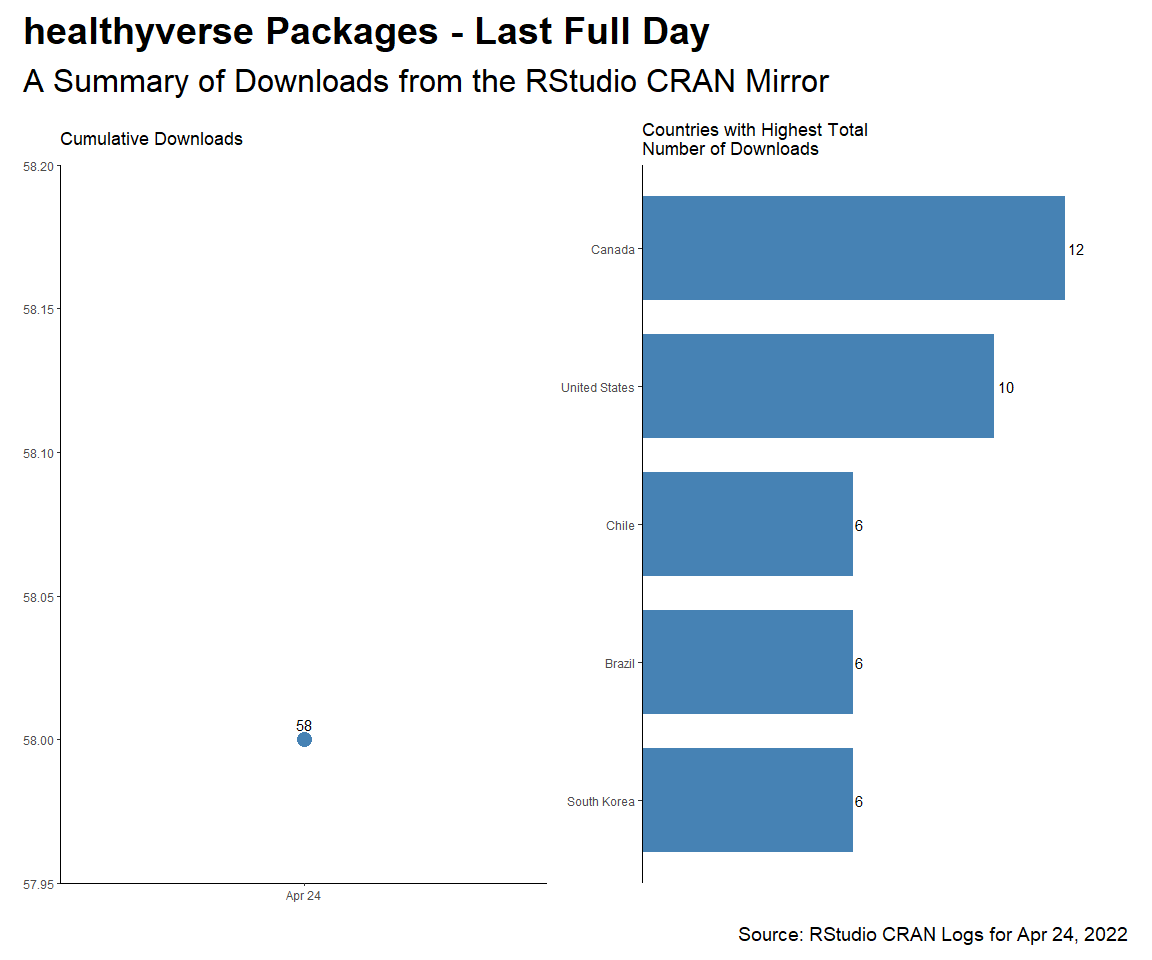 healthyverse Packages - Last Full Day
A Summary of Downloads from the RStudio CRAN Mirror
Cumulative Downloads
58.20
58.15
58.10
58.05
58.00
57.95
58
Apr 24
Countries with Highest Total
Number of Downloads
Canada 12
United States 10
Chile 6
Brazil 6
South Korea 6
Source: RStudio CRAN Logs for Apr 24, 2022